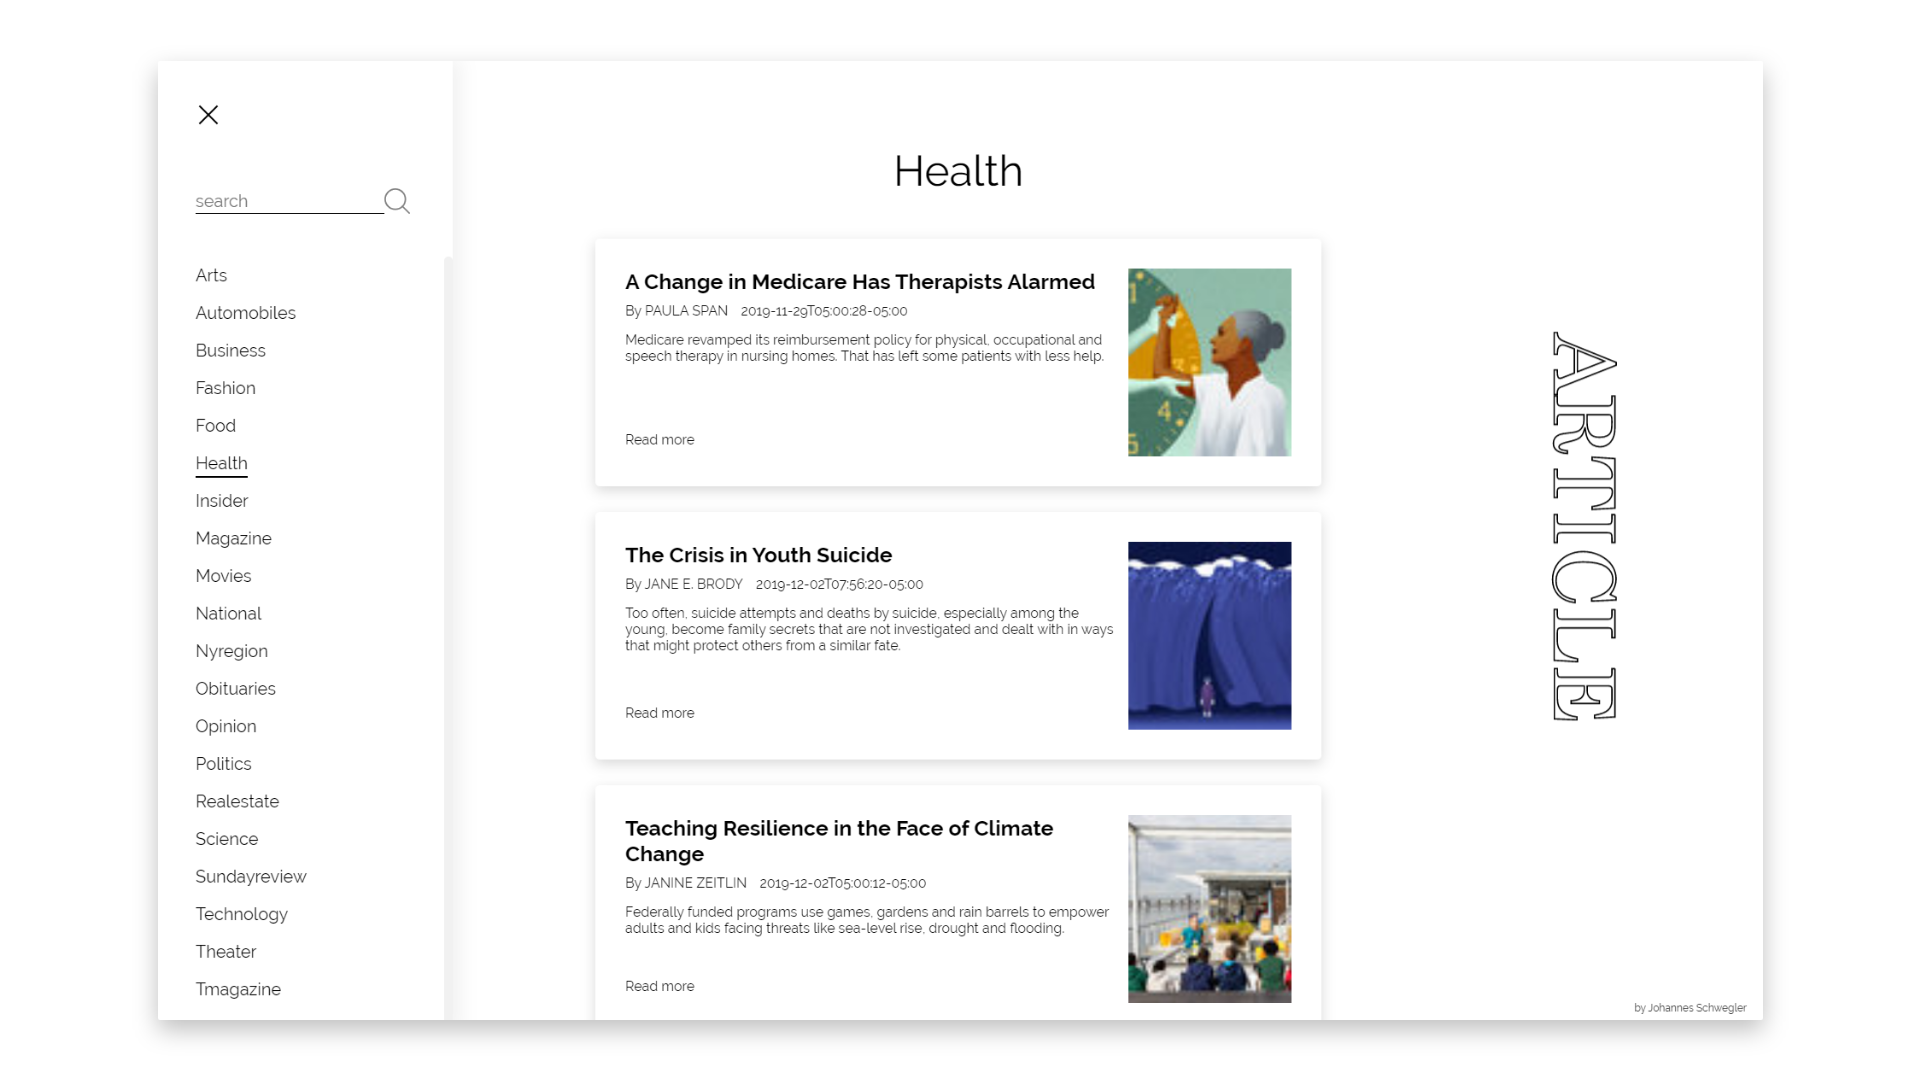 search
Arts
Automobiles
Business
Fashion
Food
Health
Insider
Magazine
Movies
National
Nyregion
Obituaries
Opinion
Politics
Realestate
Science
Sundayreview
Technology
Theater
Tmagazine
Health
A Change in Medicare Has Therapists Alarmed
By PAULA SPAN 2019-11-29T05:00:28-05:00
Medicare revamped its reimbursement policy for physical, occupational and
speech therapy in nursing homes. That has left some patients with less help.
Read more
The Crisis in Youth Suicide
By JANE E. BRODY 2019-12-02T07:56:20-05:00
Too often, suicide attempts and deaths by suicide, especially among the
young, become family secrets that are not investigated and dealt with in ways
that might protect others from a similar fate.
Read more
Teaching Resilience in the Face of Climate
Change
By JANINE ZEITLIN 2019-12-02T05:00:12-05:00
Federally funded programs use games, gardens and rain barrels to empower
adults and kids facing threats like sea-level rise, drought and flooding.
Read more
ARTICLE
by Johannes Schwegler